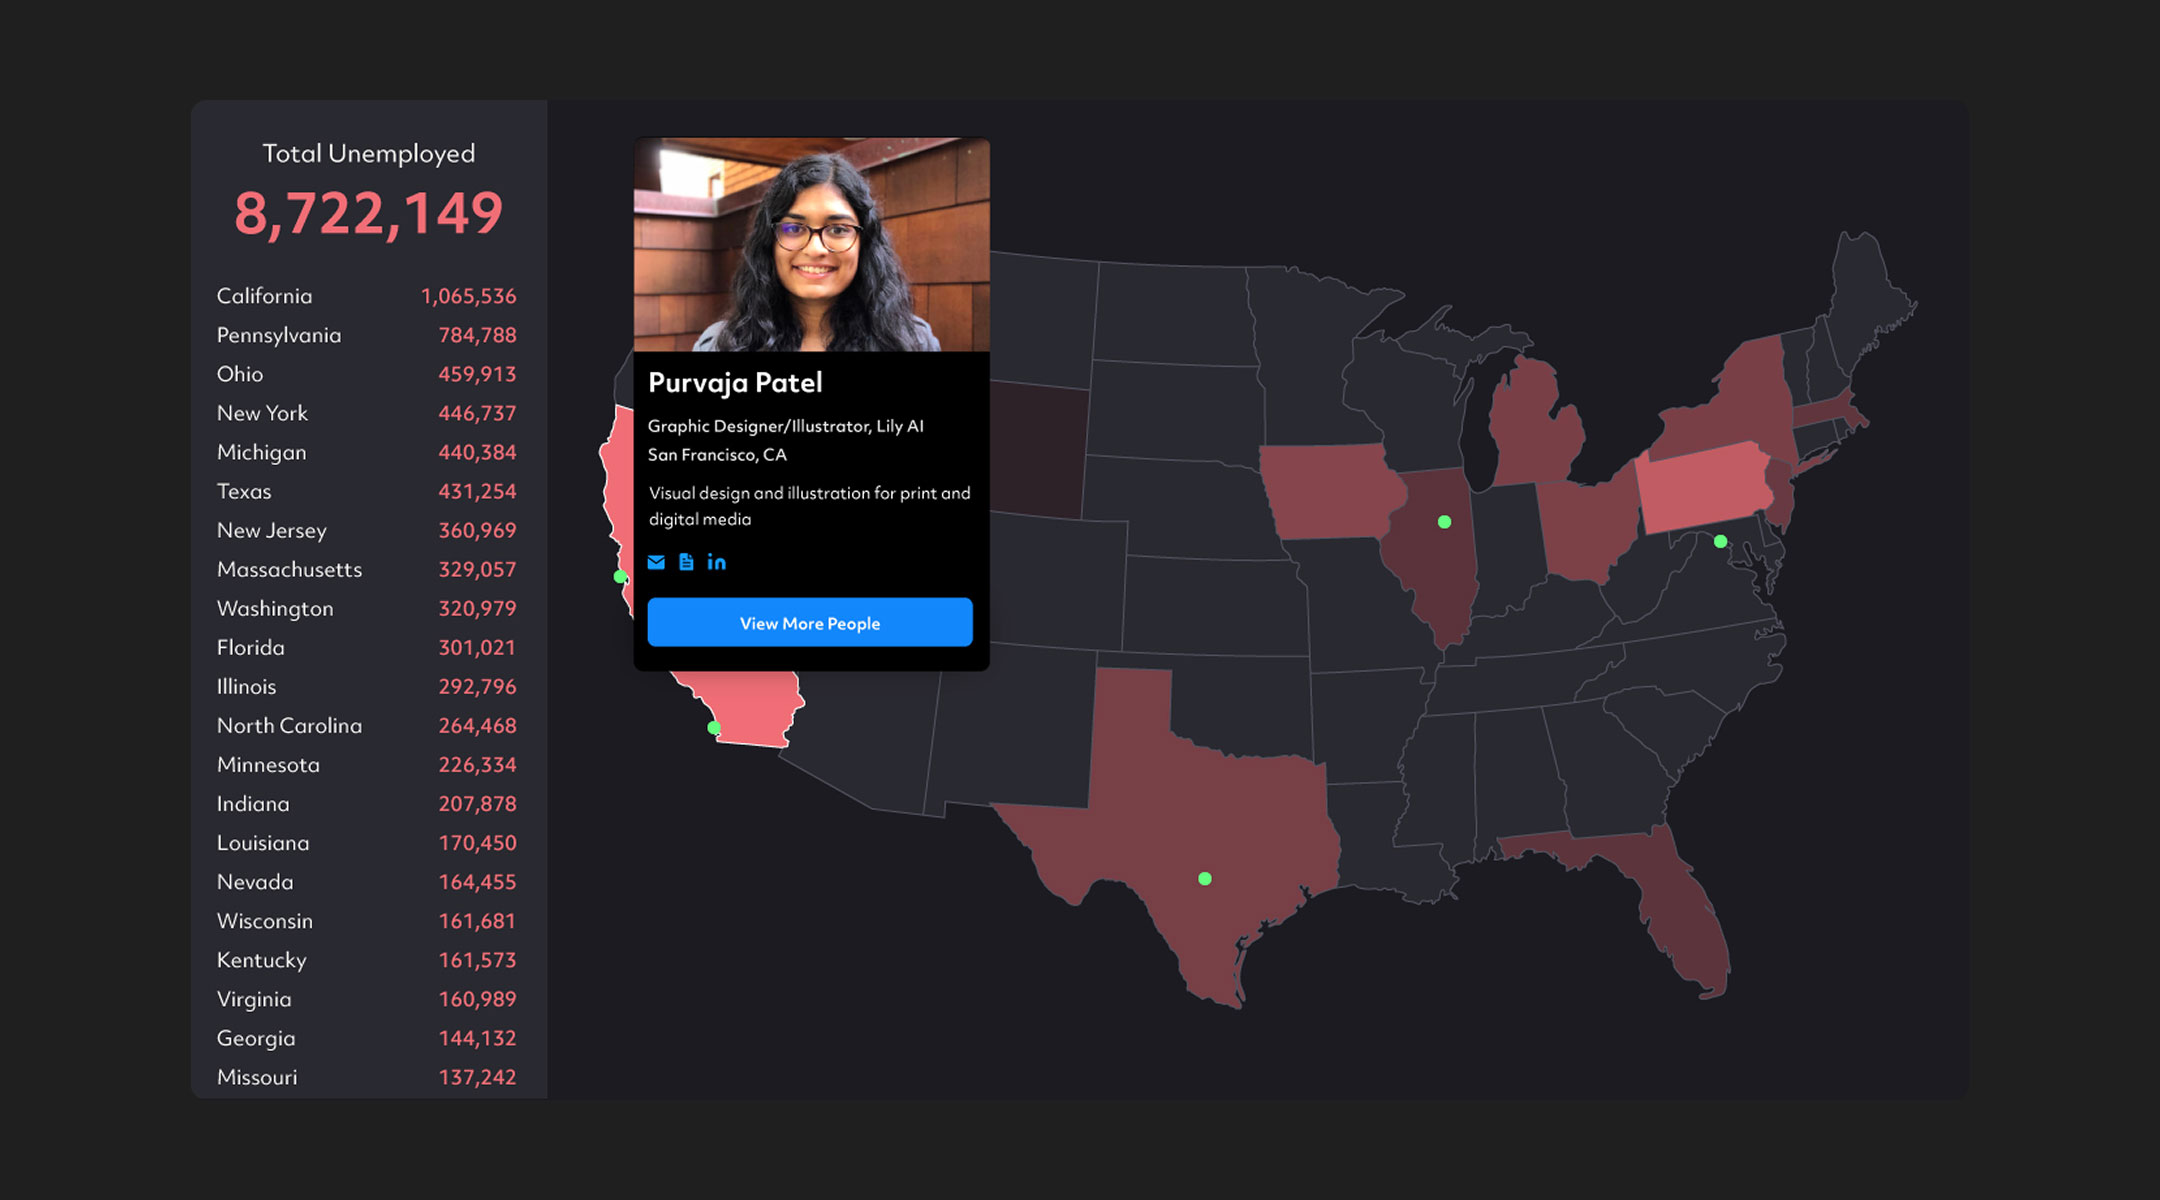 Total Unemployed
8,722,149
California 1,065,536
Pennsylvania 784,788
Ohio 459,913
New York 446,737
Michigan 440,384
Texas 431,254
New Jersey 360,969
Massachusetts 329,057
Washington 320,979
Florida 301,021
Illinois 292,796
North Carolina 264,468
Minnesota 226,334
Indiana 207,878
Louisiana 170,450
Nevada 164,455
Wisconsin 161,681
Kentucky 161,573
Virginia 160,989
Georgia 144,132
Missouri 137,242
Purvaja Patel
Graphic Designer/Illustrator, Lily AI
San Francisco, CA
Visual design and illustration for print and
digital media
in
View More People